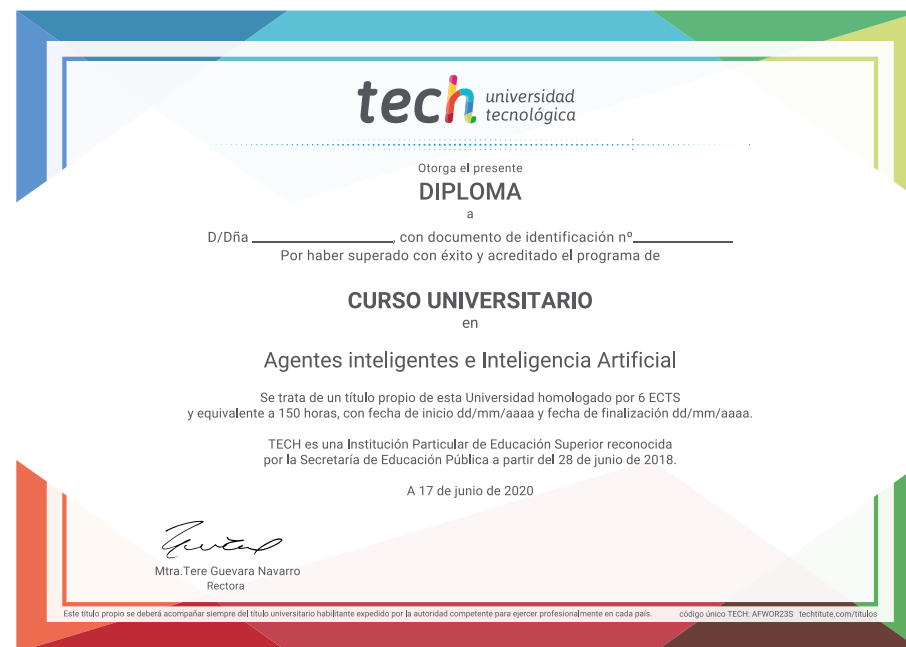 tech universidad
tecnológica
Otorga el presente
DIPLOMA
a
D/Dña ____________________, con documento de identificación nº______________
Por haber superado con éxito y acreditado el programa de
CURSO UNIVERSITARIO
en
Agentes inteligentes e Inteligencia Artificial
Se trata de un título propio de esta Universidad homologado por 6 ECTS
y equivalente a 150 horas, con fecha de inicio dd/mm/aaaa y fecha de finalización dd/mm/aaaa.
TECH es una Institución Particular de Educación Superior reconocida
por la Secretaría de Educación Pública a partir del 28 de junio de 2018.
A 17 de junio de 2020
Mtra.Tere Guevara Navarro
Rectora
Este título propio se deberá acompañar siempre del título universitario habilitante expedido por la autoridad competente para ejercer profesionalmente en cada país. código único TECH: AFWOR23S techtitute.com/titulos